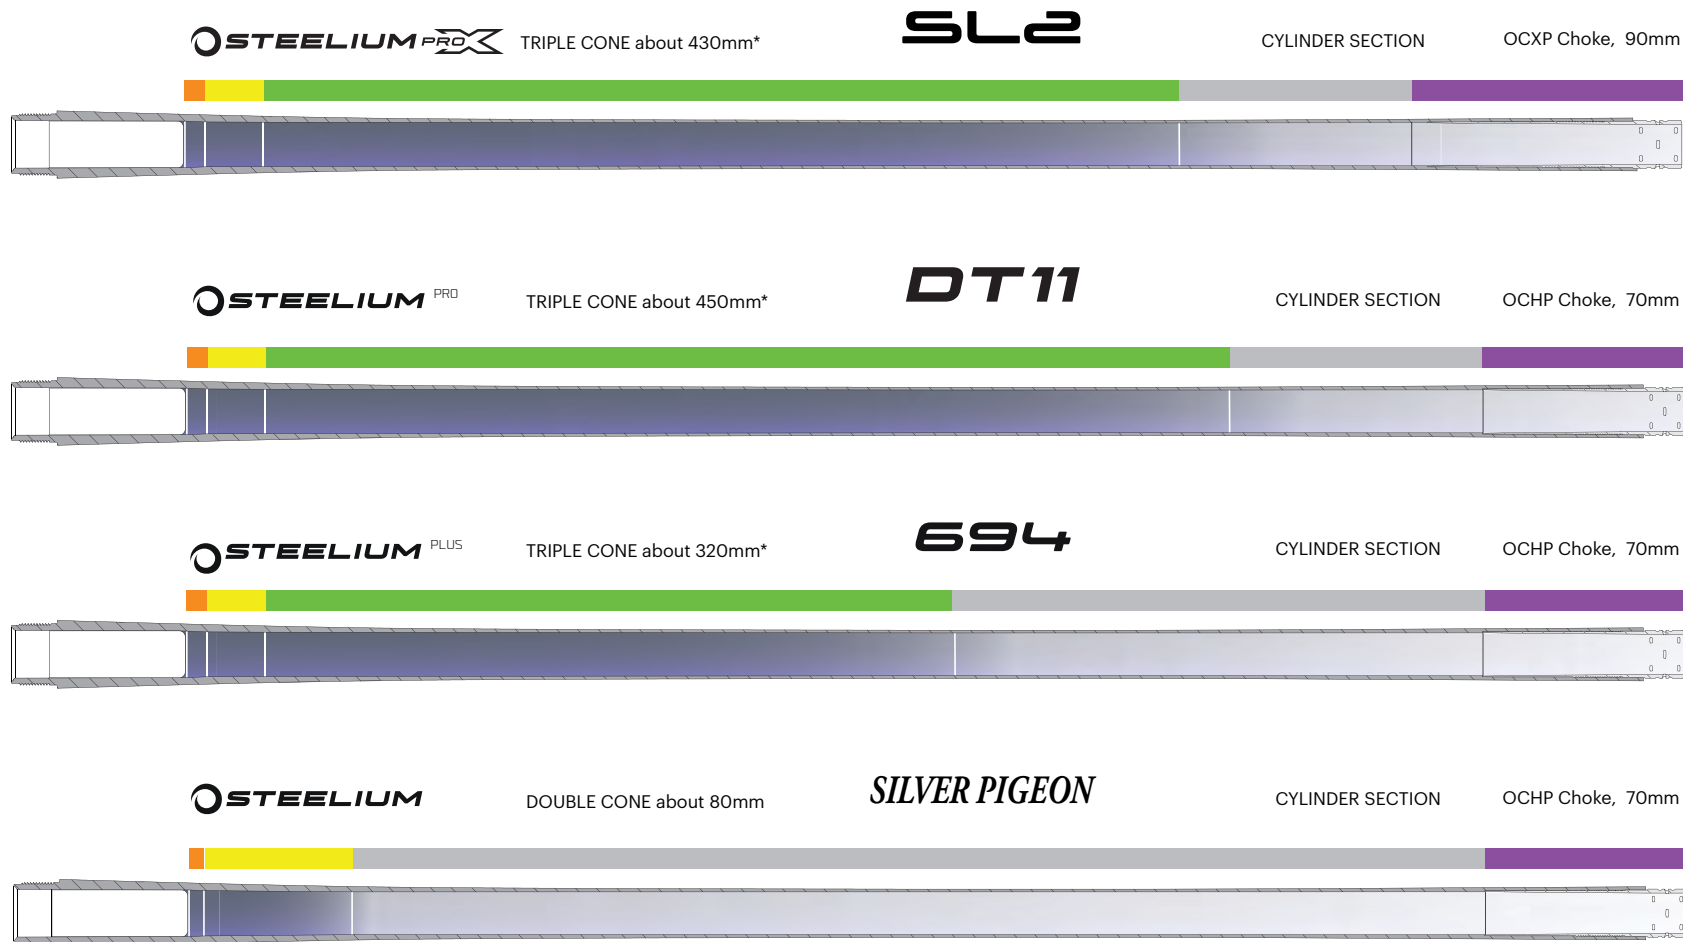 STEELIUM PRO X TRIPLE CONE about 430mm* SL2 CYLINDER SECTION OCXP Choke, 90mm
STEELIUM PRO TRIPLE CONE about 450mm* DT11 CYLINDER SECTION OCHP Choke, 70mm
STEELIUM PLUS TRIPLE CONE about 320mm* 694 CYLINDER SECTION OCHP Choke, 70mm
STEELIUM DOUBLE CONE about 80mm SILVER PIGEON CYLINDER SECTION OCHP Choke, 70mm